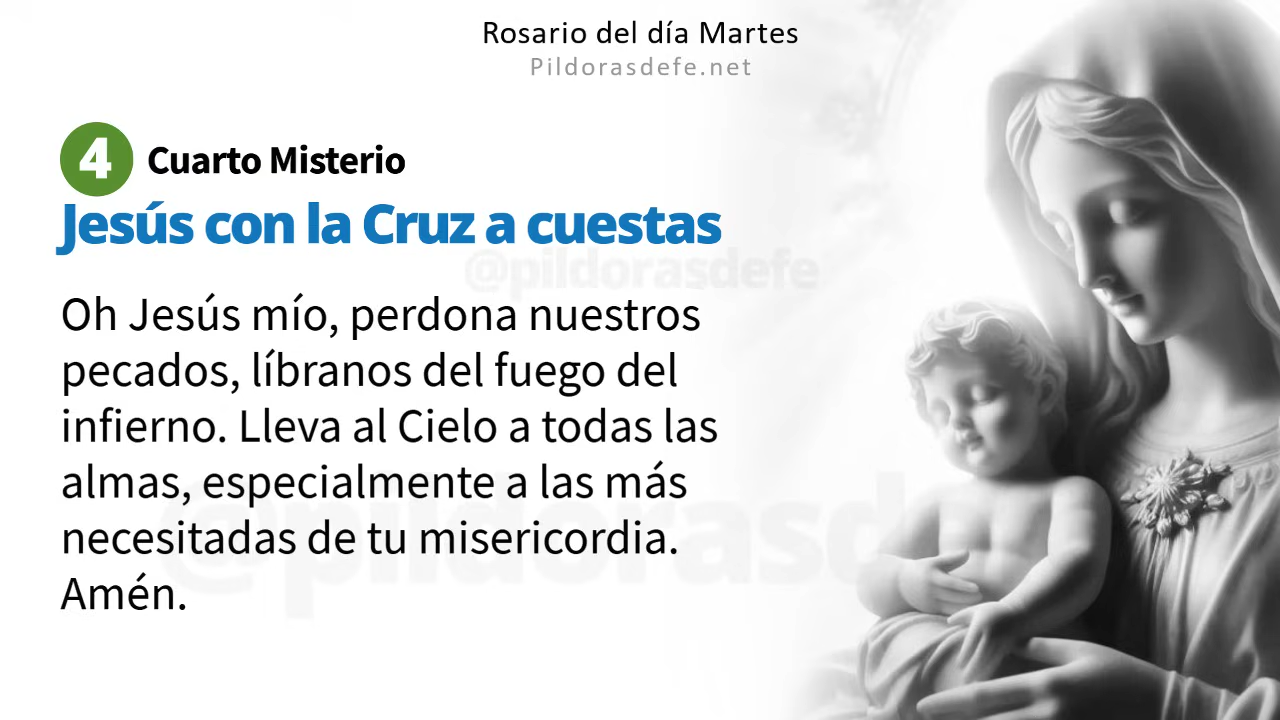 Rosario del día Martes
Pildorasdefe.net
4 Cuarto Misterio
Jesús con la Cruz a cuestas
@pildorasdefe
Oh Jesús mío, perdona nuestros
pecados, líbranos del fuego del
infierno. Lleva al Cielo a todas las
almas, especialmente a las más
necesitadas de tu misericordia.
Amén.
@pildorasdefe